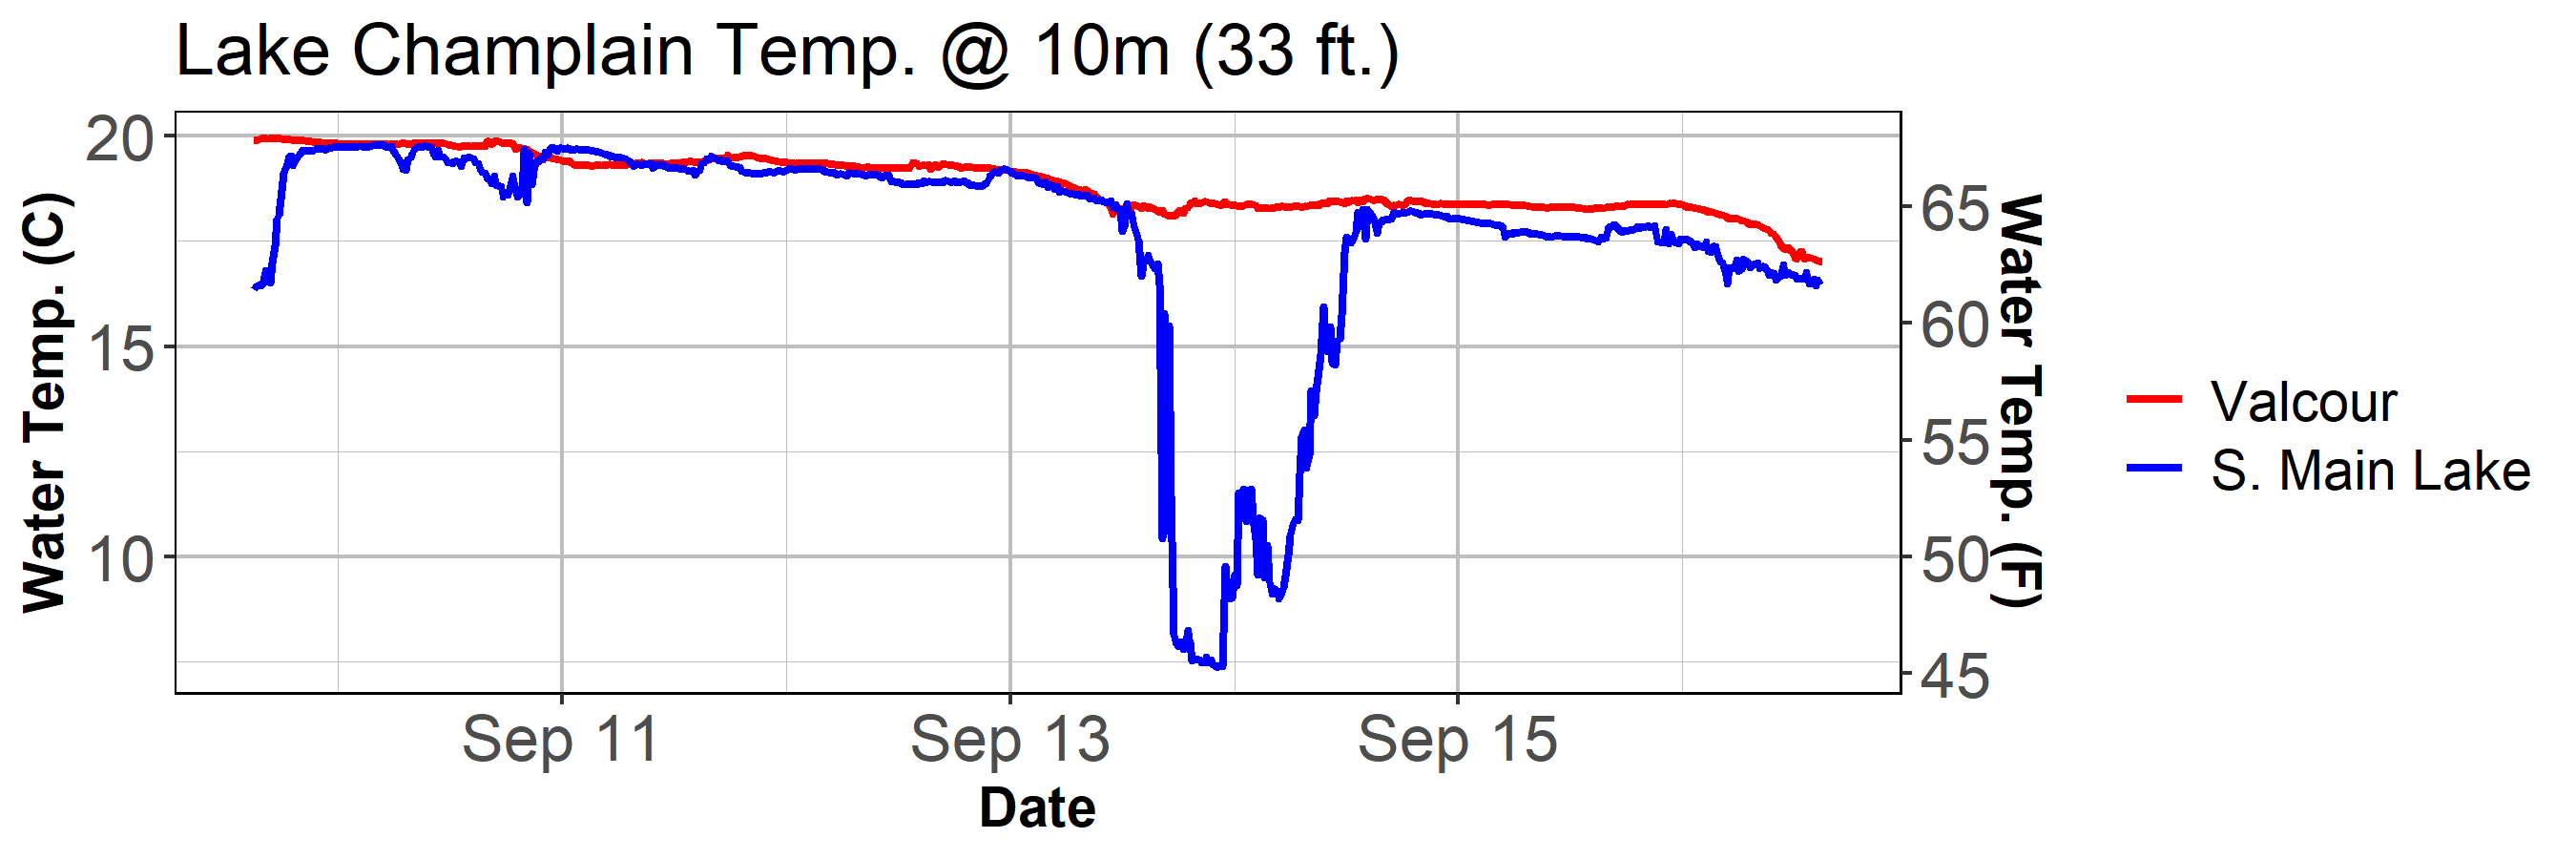 Lake Champlain Temp. @ 10m (33 ft.)
Water Temp. (C)
20
15
10
65
60
55
50
45
Water Temp. (F)
Sep 11
Sep 13
Sep 15
Date
Valcour
S. Main Lake